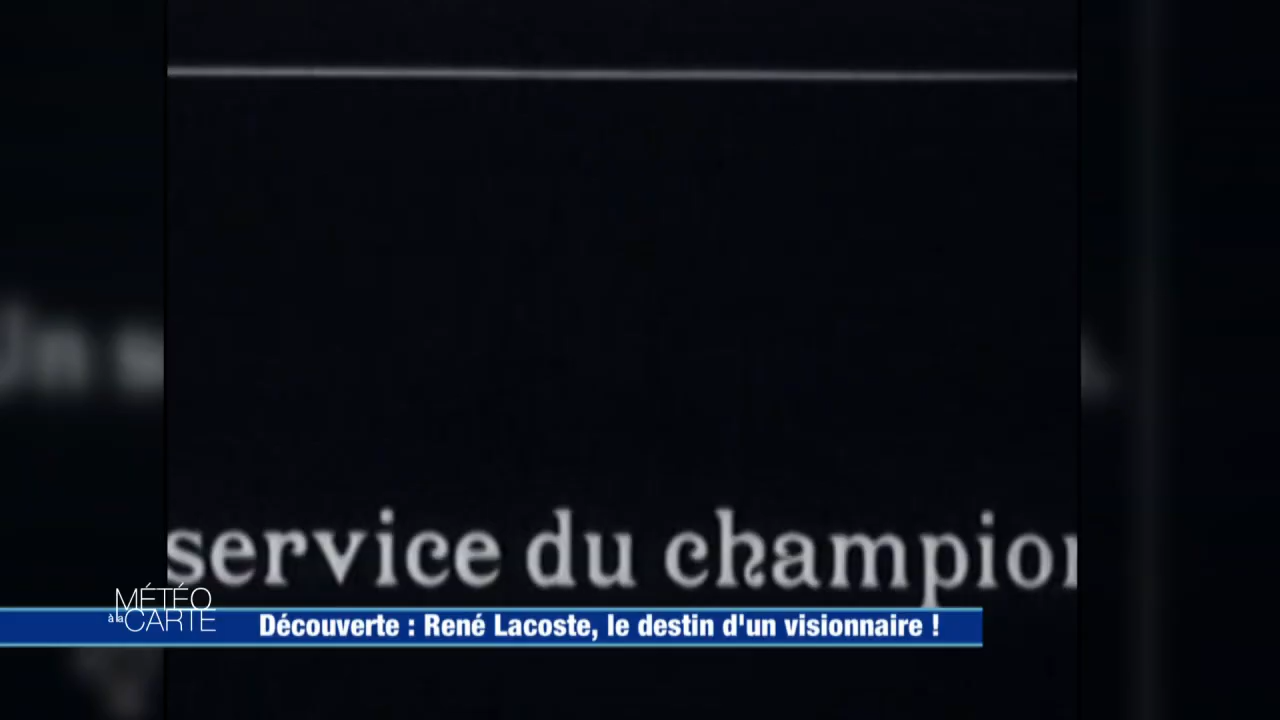 service du champion
MÉTÉO
à la CARTE
Découverte : René Lacoste, le destin d'un visionnaire !